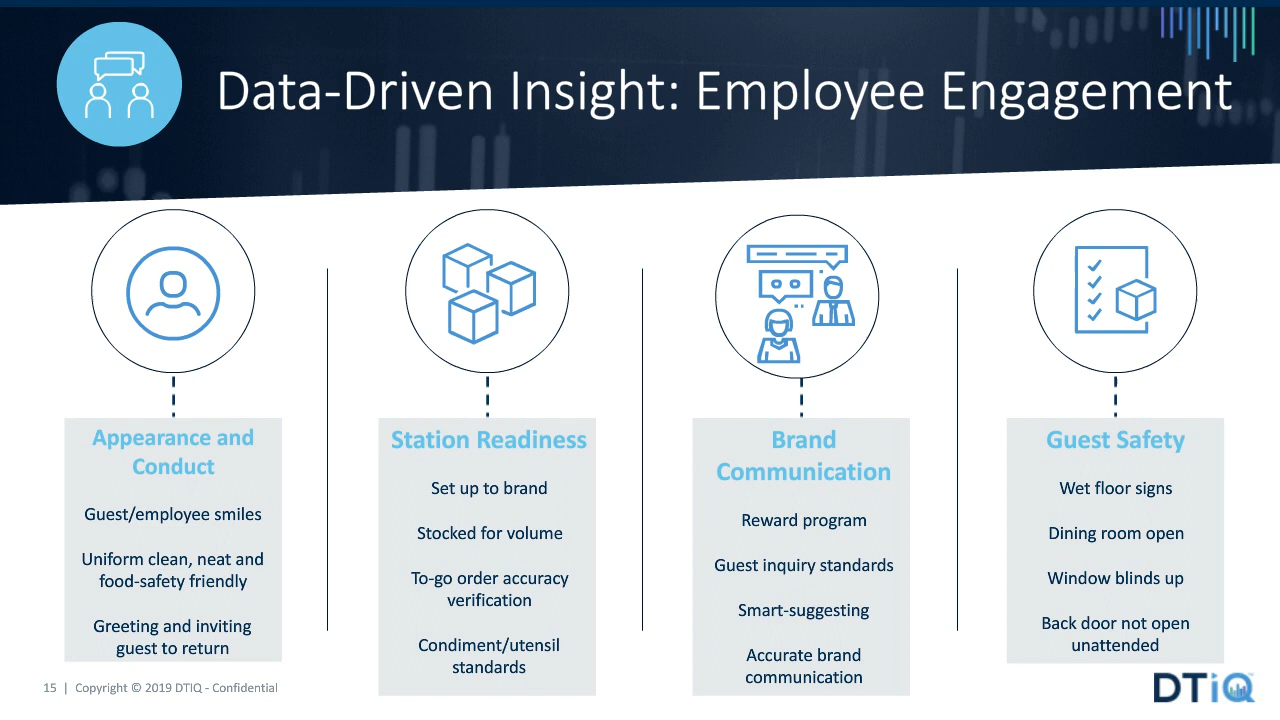 Data-Driven Insight: Employee Engagement
Appearance and
Conduct
Guest/employee smiles
Uniform clean, neat and
food-safety friendly
Greeting and inviting
guest to return
Station Readiness
Set up to brand
Stocked for volume
To-go order accuracy
verification
Condiment/utensil
standards
Brand
Communication
Reward program
Guest inquiry standards
Smart-suggesting
Accurate brand
communication
Guest Safety
Wet floor signs
Dining room open
Window blinds up
Back door not open
unattended
15 | Copyright © 2019 DTIQ - Confidential
DTiQ